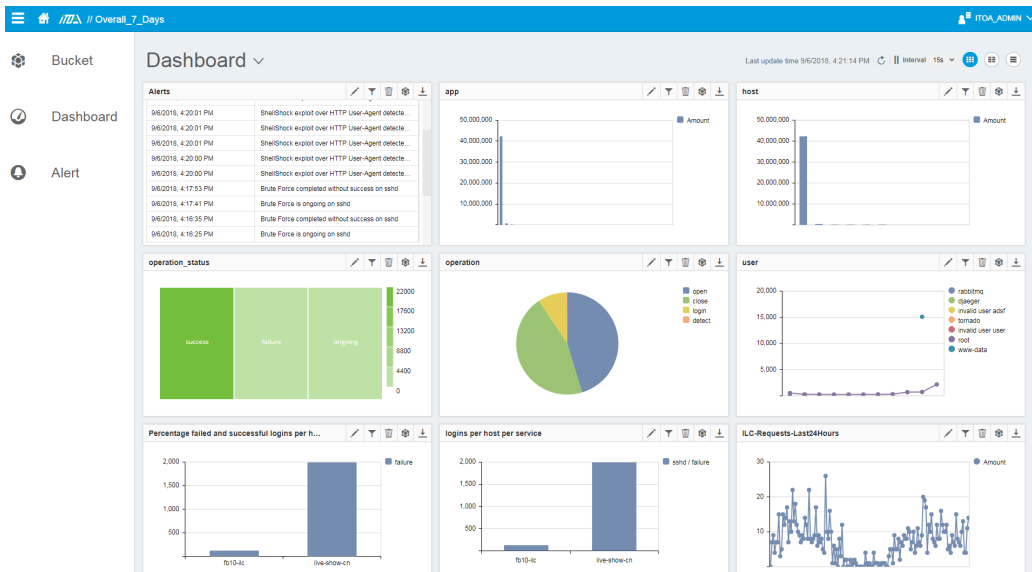 ITOA // Overall_7_Days
ITOA_ADMIN
Bucket
Dashboard
Alert
Dashboard
Last update time 9/6/2018, 4:21:14 PM
Interval 15s
Alerts
9/6/2018, 4:20:01 PM ShellShock exploit over HTTP User-Agent detecte...
9/6/2018, 4:20:01 PM ShellShock exploit over HTTP User-Agent detecte...
9/6/2018, 4:20:01 PM ShellShock exploit over HTTP User-Agent detecte...
9/6/2018, 4:20:00 PM ShellShock exploit over HTTP User-Agent detecte...
9/6/2018, 4:20:00 PM ShellShock exploit over HTTP User-Agent detecte...
9/6/2018, 4:17:53 PM Brute Force completed without success on sshd
9/6/2018, 4:17:41 PM Brute Force is ongoing on sshd
9/6/2018, 4:16:35 PM Brute Force completed without success on sshd
9/6/2018, 4:16:25 PM Brute Force is ongoing on sshd
app
50,000,000
40,000,000
30,000,000
20,000,000
10,000,000
Amount
host
50,000,000
40,000,000
30,000,000
20,000,000
10,000,000
Amount
operation_status
success
failure
ongoing
22000
17600
13200
8800
4400
0
operation
open
close
login
detect
user
20,000
15,000
10,000
5,000
rabbitmq
djaeger
invalid user adsf
tornado
invalid user user
root
www-data
Percentage failed and successful logins per h...
2,000
1,500
1,000
500
fb10-ilc
live-show-cn
failure
logins per host per service
2,000
1,500
1,000
500
fb10-ilc
live-show-cn
sshd / failure
ILC-Requests-Last24Hours
30
20
10
Amount